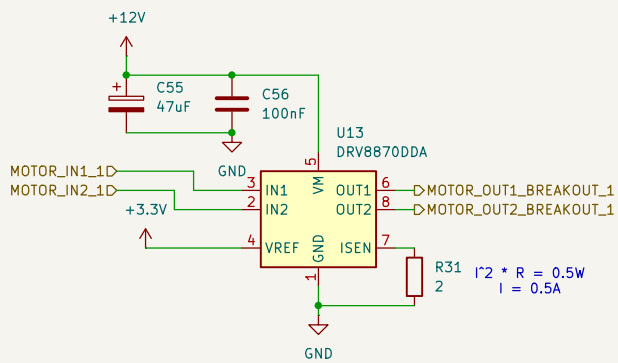 +12V
+
C55
47uF
C56
100nF
U13
DRV8870DDA
GND
MOTOR_IN1_1
MOTOR_IN2_1
+3.3V
5
VM
3
IN1
OUT1
6
MOTOR_OUT1_BREAKOUT_1
2
IN2
OUT2
8
MOTOR_OUT2_BREAKOUT_1
4
VREF
GND
ISEN
7
1
R31
2
I^2 * R = 0.5W
I = 0.5A
GND